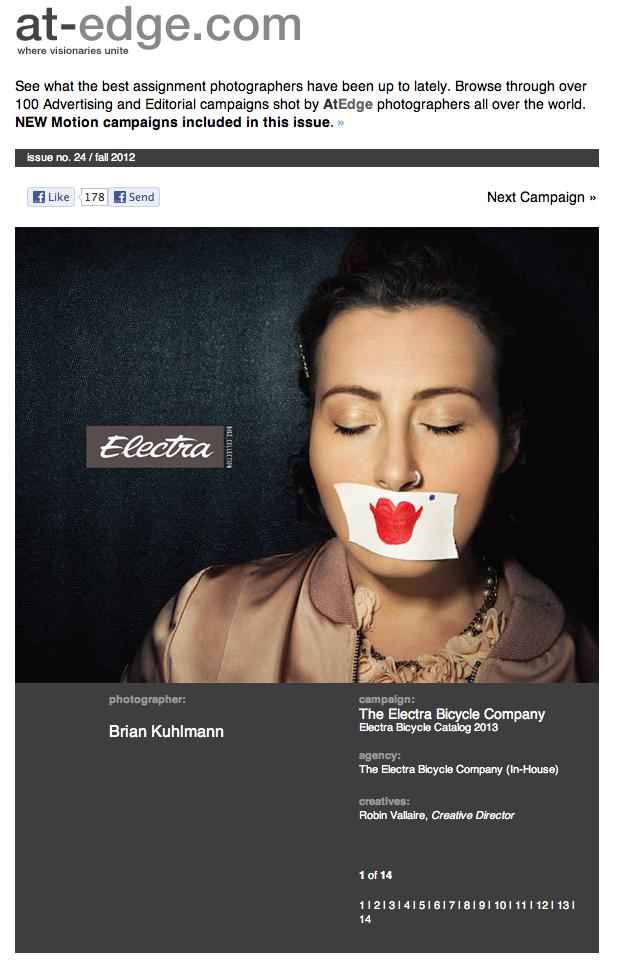 at-edge.com
where visionaries unite
See what the best assignment photographers have been up to lately. Browse through over
100 Advertising and Editorial campaigns shot by AtEdge photographers all over the world.
NEW Motion campaigns included in this issue. »
issue no. 24 / fall 2012
Like 178 Send
Next Campaign »
Electra
BIKE COLLECTION
photographer:
Brian Kuhlmann
campaign:
The Electra Bicycle Company
Electra Bicycle Catalog 2013
agency:
The Electra Bicycle Company (In-House)
creatives:
Robin Vallaire, Creative Director
1 of 14
1 | 2 | 3 | 4 | 5 | 6 | 7 | 8 | 9 | 10 | 11 | 12 | 13 |
14